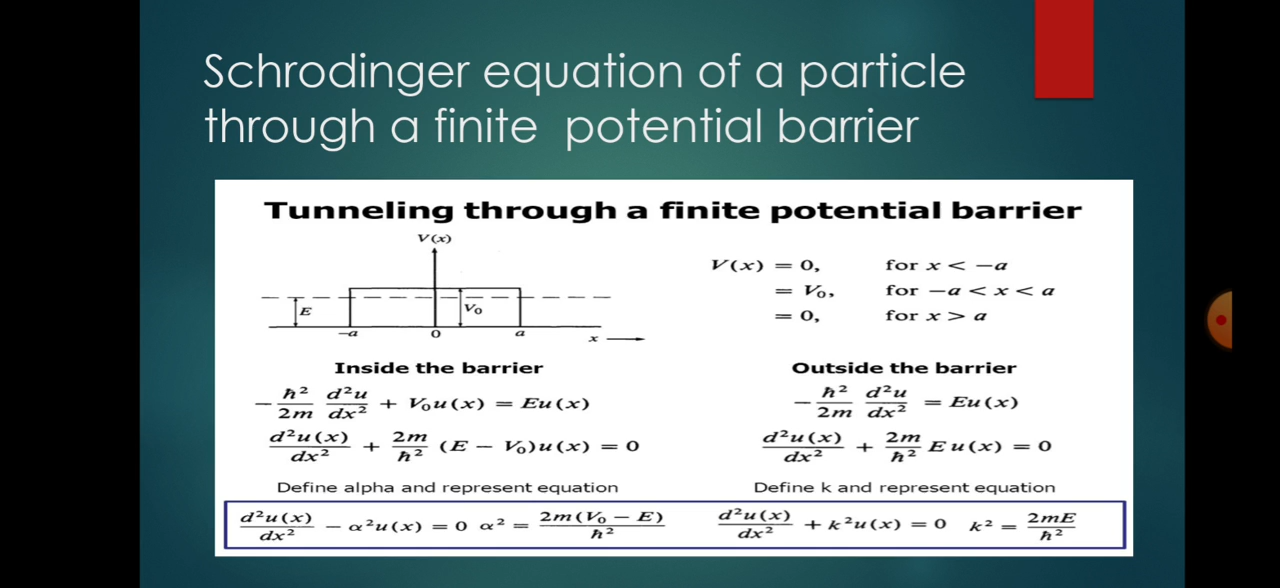 Schrodinger equation of a particle
through a finite potential barrier
Tunneling through a finite potential barrier
V(x)
E
V₀
−a
0
a
x
V(x) = 0, for x < −a
= V₀, for −a < x < a
= 0, for x > a
Inside the barrier
−ħ²/2m d²u/dx² + V₀u(x) = Eu(x)
d²u(x)/dx² + 2m/ħ² (E − V₀)u(x) = 0
Define alpha and represent equation
d²u(x)/dx² − α²u(x) = 0 α² = 2m(V₀ − E)/ħ²
Outside the barrier
−ħ²/2m d²u/dx² = Eu(x)
d²u(x)/dx² + 2m/ħ² E u(x) = 0
Define k and represent equation
d²u(x)/dx² + k²u(x) = 0 k² = 2mE/ħ²